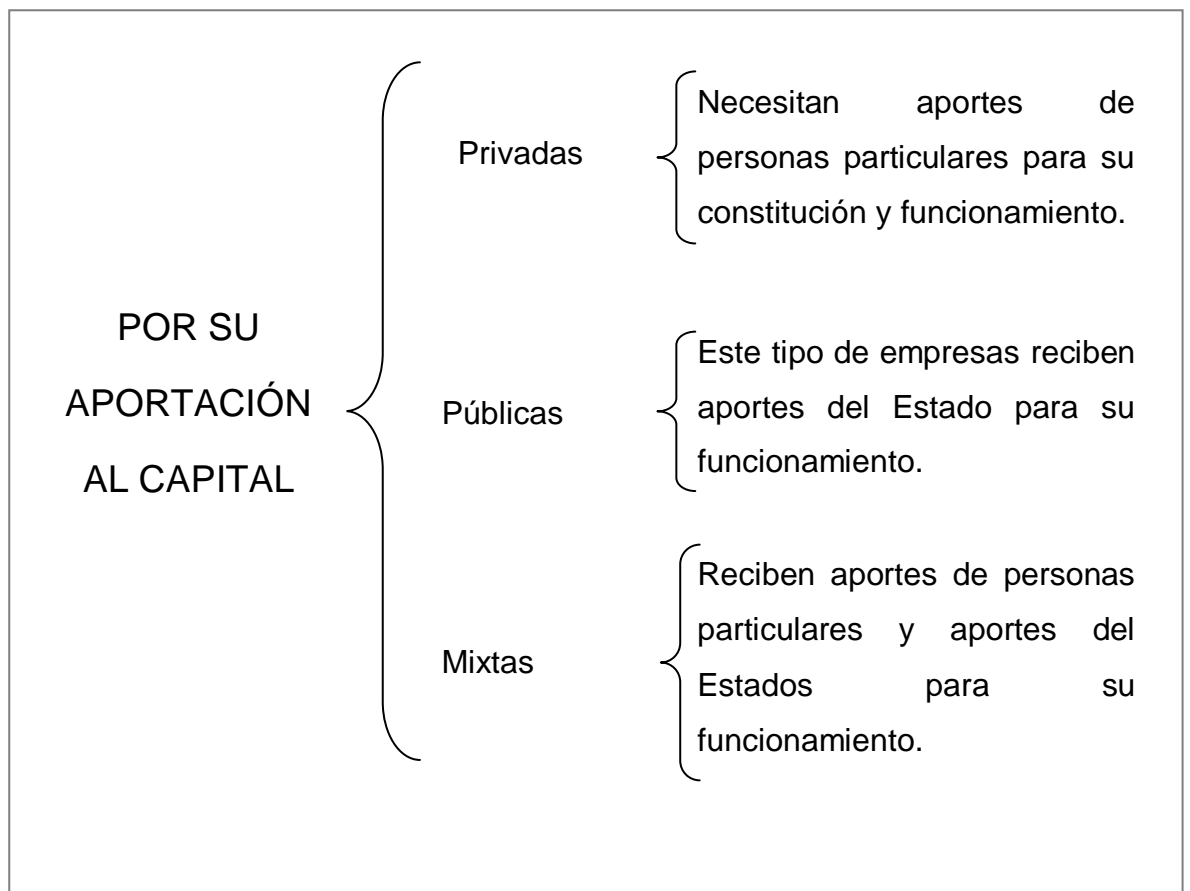 POR SU
APORTACIÓN
AL CAPITAL
Privadas
Necesitan aportes de
personas particulares para su
constitución y funcionamiento.
Públicas
Este tipo de empresas reciben
aportes del Estado para su
funcionamiento.
Mixtas
Reciben aportes de personas
particulares y aportes del
Estados para su
funcionamiento.